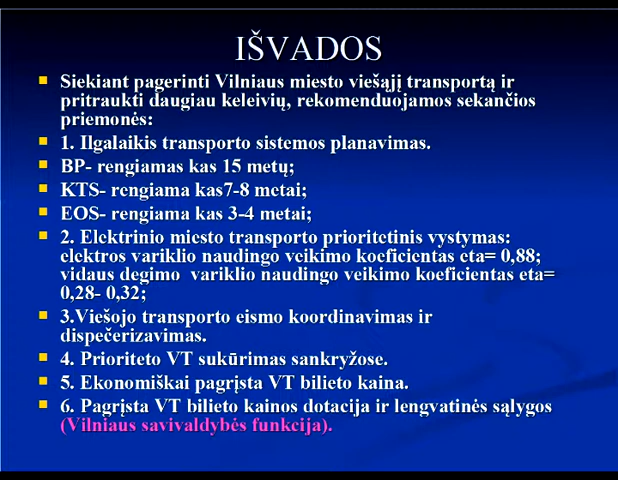 IŠVADOS
Siekiant pagerinti Vilniaus miesto viešąjį transportą ir
pritraukti daugiau keleivių, rekomenduojamos sekančios
priemonės:
1. Ilgalaikis transporto sistemos planavimas.
BP- rengiamas kas 15 metų;
KTS- rengiama kas7-8 metai;
EOS- rengiama kas 3-4 metai;
2. Elektrinio miesto transporto prioritetinis vystymas:
elektros variklio naudingo veikimo koeficientas eta= 0,88;
vidaus degimo variklio naudingo veikimo koeficientas eta=
0,28- 0,32;
3.Viešojo transporto eismo koordinavimas ir
dispečerizavimas.
4. Prioriteto VT sukūrimas sankryžose.
5. Ekonomiškai pagrįsta VT bilieto kaina.
6. Pagrįsta VT bilieto kainos dotacija ir lengvatinės sąlygos
(Vilniaus savivaldybės funkcija).